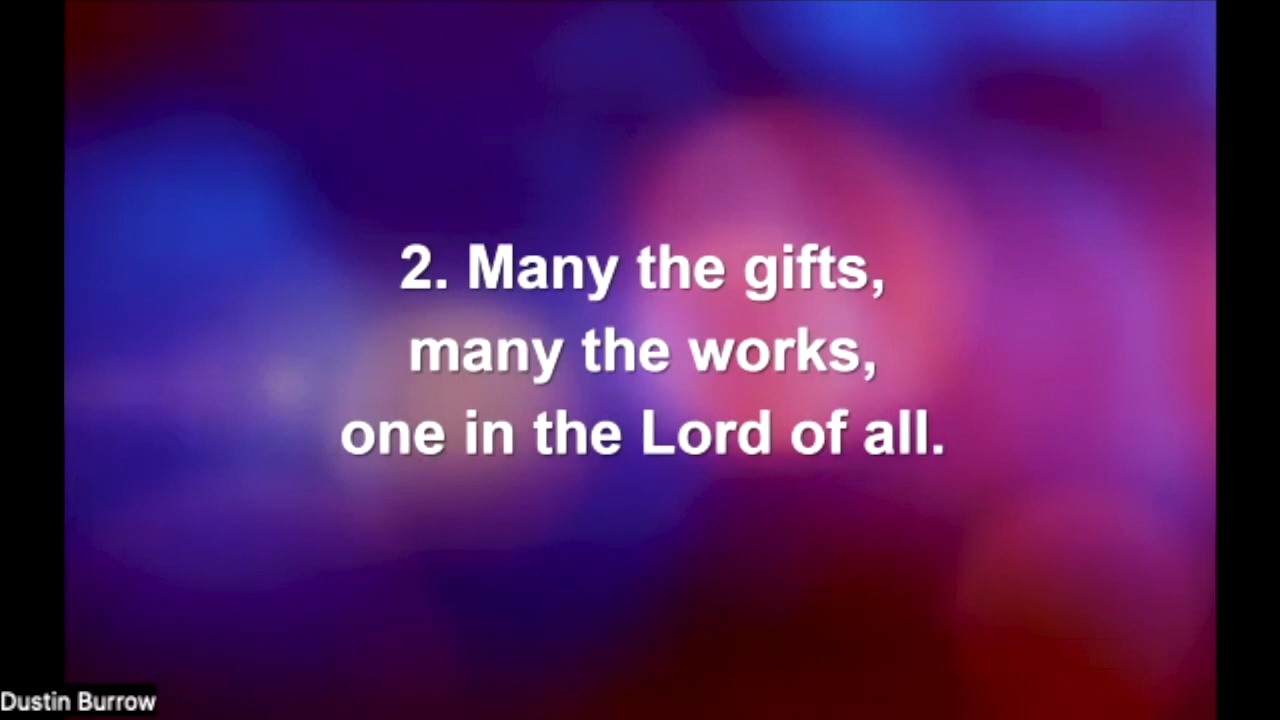 2. Many the gifts,
many the works,
one in the Lord of all.
Dustin Burrow